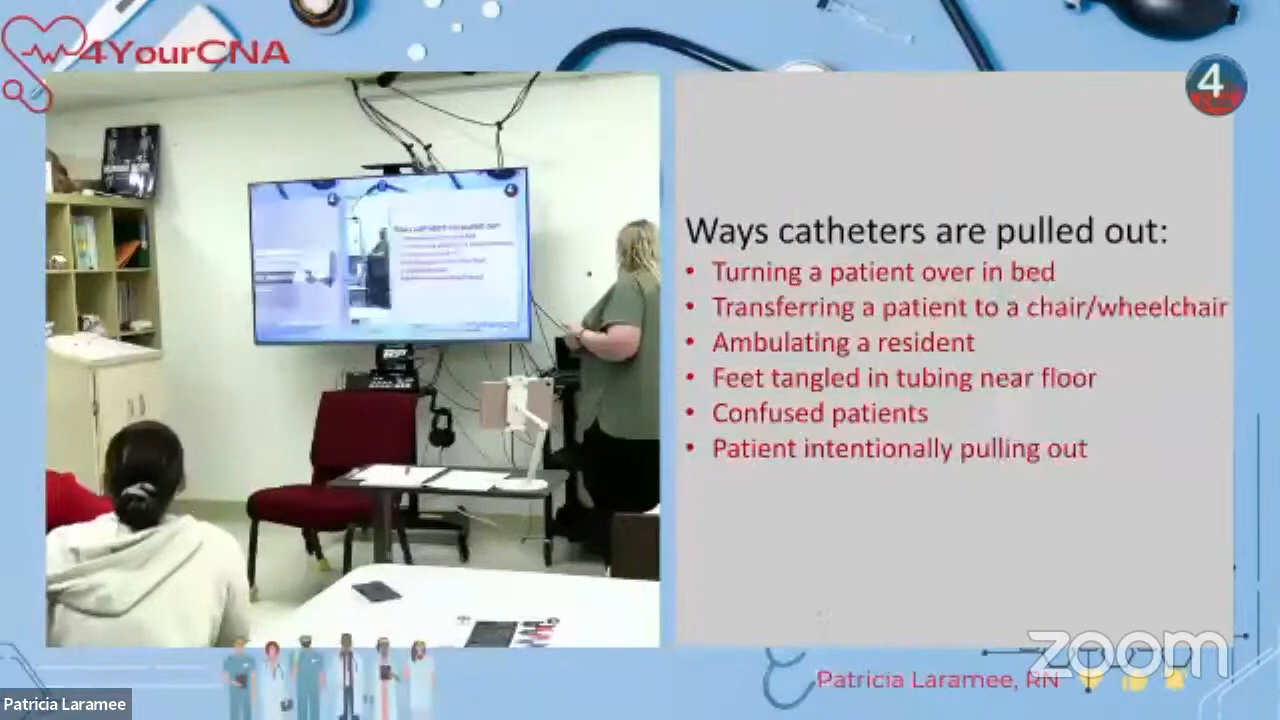 4YourCNA
4
Ways catheters are pulled out:
• Turning a patient over in bed
• Transferring a patient to a chair/wheelchair
• Ambulating a resident
• Feet tangled in tubing near floor
• Confused patients
• Patient intentionally pulling out
zoom
Patricia Laramee, RN
Patricia Laramee